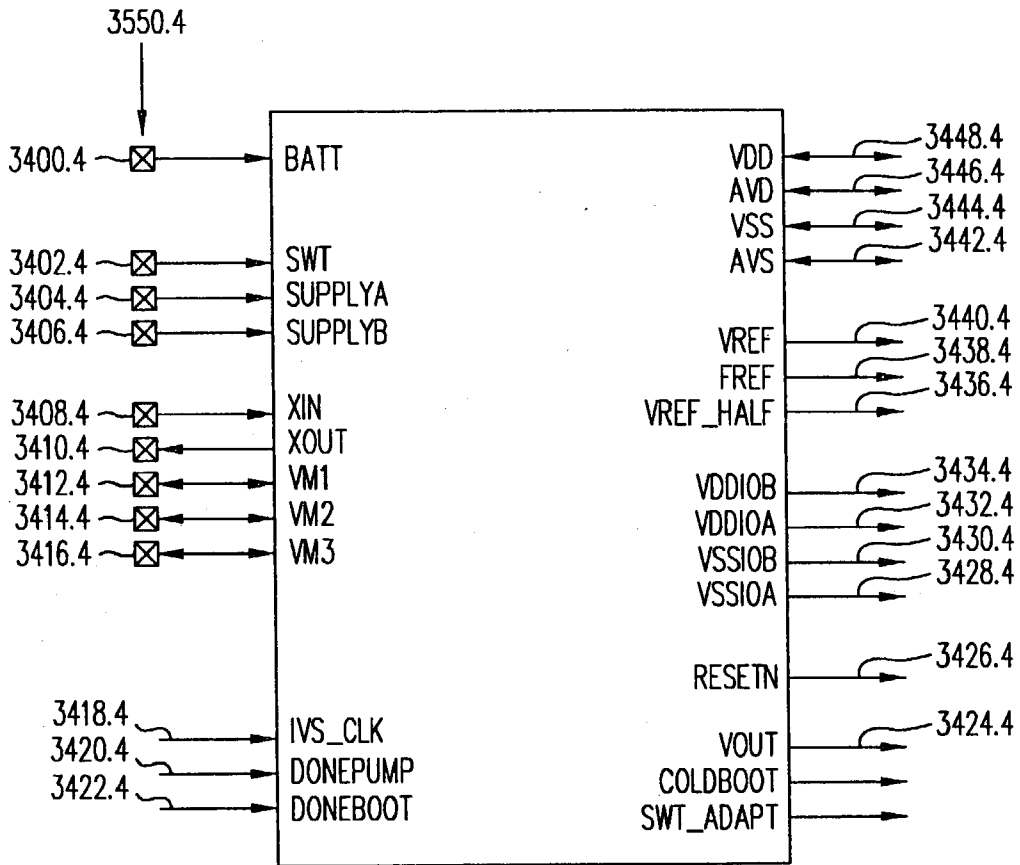 3550.4
3400.4 BATT
3402.4 SWT
3404.4 SUPPLYA
3406.4 SUPPLYB
3408.4 XIN
3410.4 XOUT
3412.4 VM1
3414.4 VM2
3416.4 VM3
3418.4 IVS_CLK
3420.4 DONEPUMP
3422.4 DONEBOOT
VDD 3448.4
AVD 3446.4
VSS 3444.4
AVS 3442.4
VREF 3440.4
FREF 3438.4
VREF_HALF 3436.4
VDDIOB 3434.4
VDDIOA 3432.4
VSSIOB 3430.4
VSSIOA 3428.4
RESETN 3426.4
VOUT 3424.4
COLDBOOT
SWT_ADAPT